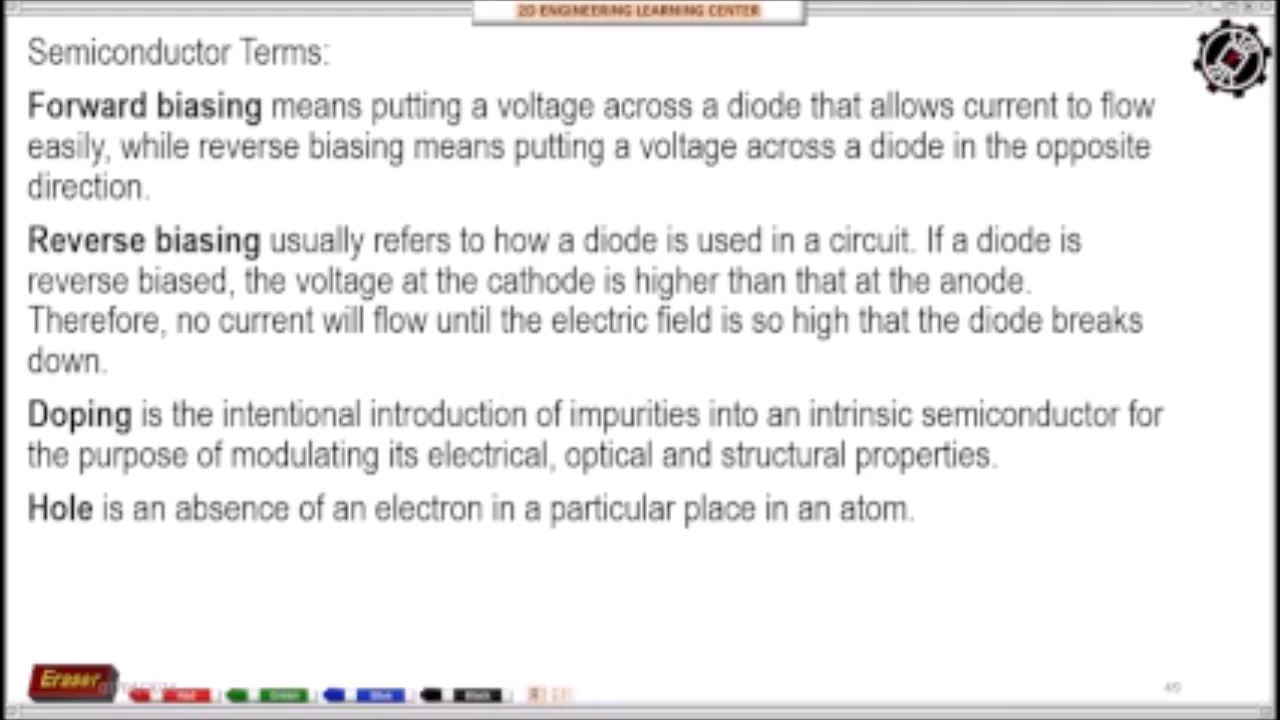 2D ENGINEERING LEARNING CENTER
Semiconductor Terms:
Forward biasing means putting a voltage across a diode that allows current to flow
easily, while reverse biasing means putting a voltage across a diode in the opposite
direction.
Reverse biasing usually refers to how a diode is used in a circuit. If a diode is
reverse biased, the voltage at the cathode is higher than that at the anode.
Therefore, no current will flow until the electric field is so high that the diode breaks
down.
Doping is the intentional introduction of impurities into an intrinsic semiconductor for
the purpose of modulating its electrical, optical and structural properties.
Hole is an absence of an electron in a particular place in an atom.
Eraser Red Green Blue Black